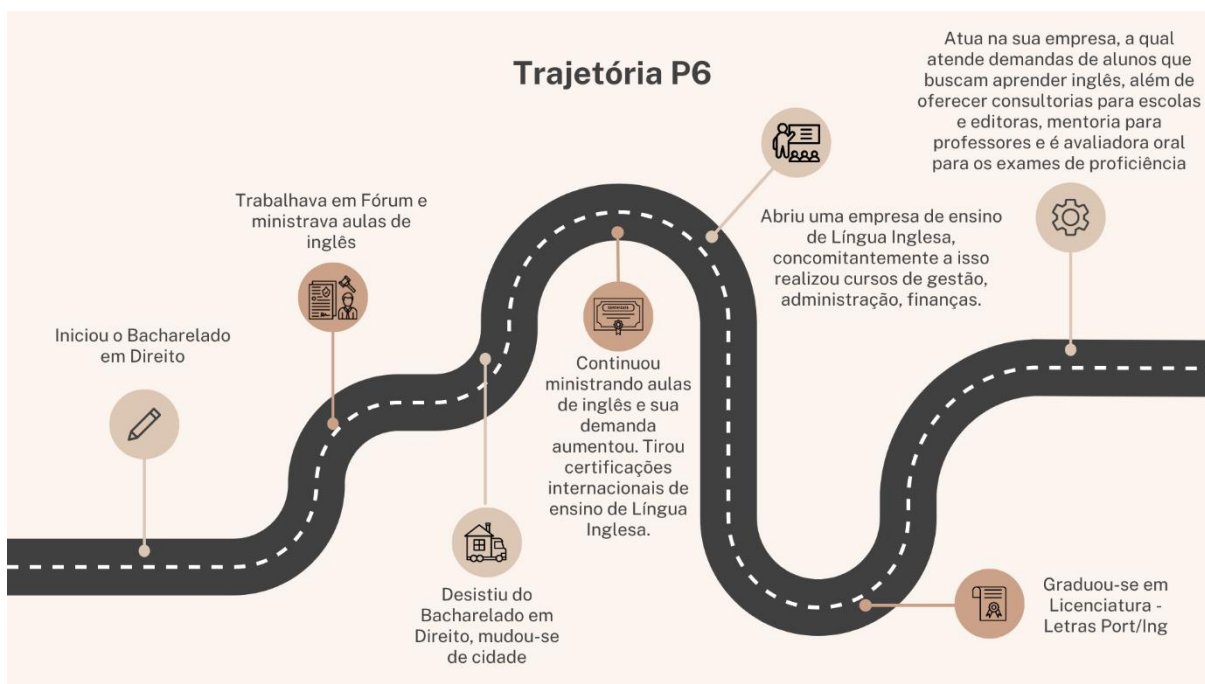 Trajetória P6
Iniciou o Bacharelado
em Direito
Trabalhava em Fórum e
ministrava aulas de
inglês
Desistiu do
Bacharelado em
Direito, mudou-se
de cidade
Continuou
ministrando aulas
de inglês e sua
demanda
aumentou. Tirou
certificações
internacionais de
ensino de Língua
Inglesa.
Abriu uma empresa de ensino
de Língua Inglesa,
concomitantemente a isso
realizou cursos de gestão,
administração, finanças.
Graduou-se em
Licenciatura -
Letras Port/Ing
Atua na sua empresa, a qual
atende demandas de alunos que
buscam aprender inglês, além de
oferecer consultorias para escolas
e editoras, mentoria para
professores e é avaliadora oral
para os exames de proficiência